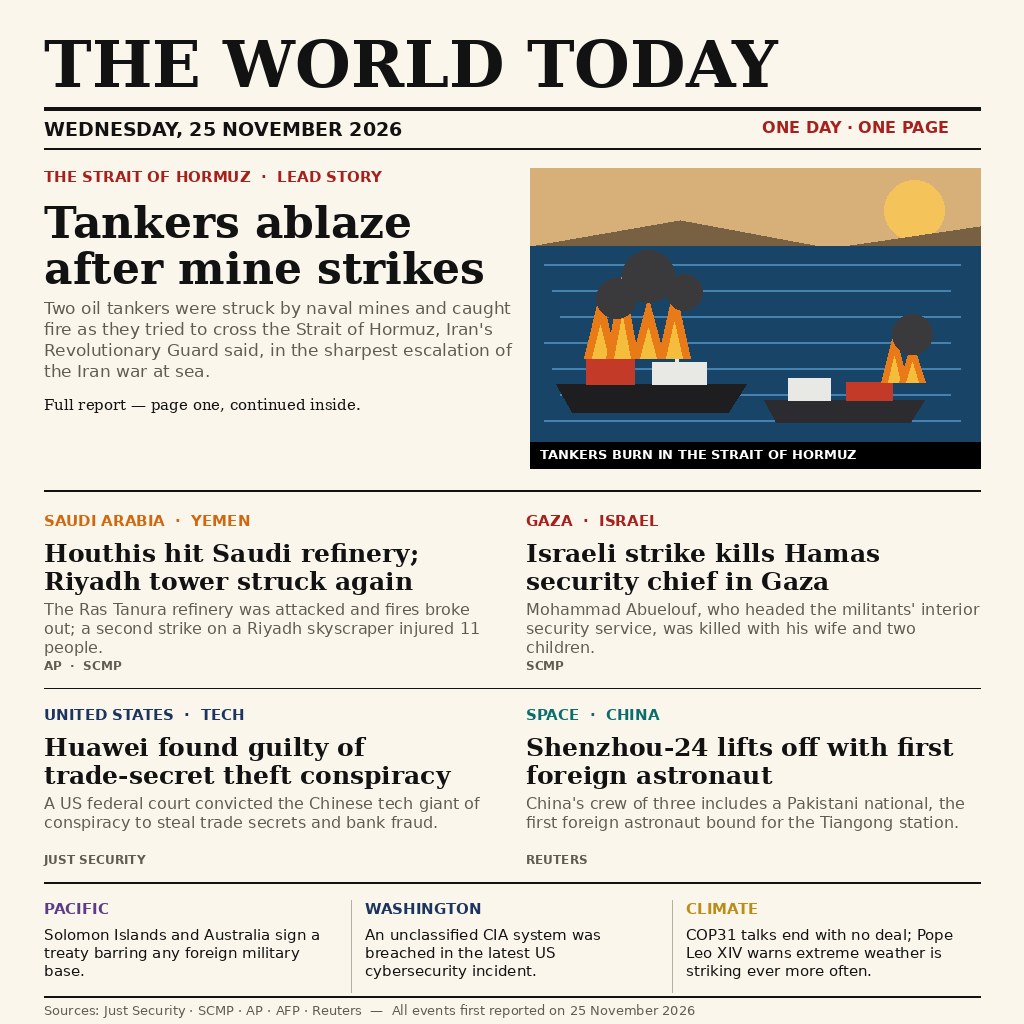 THE WORLD TODAY
WEDNESDAY, 25 NOVEMBER 2026
ONE DAY · ONE PAGE
THE STRAIT OF HORMUZ · LEAD STORY
Tankers ablaze
after mine strikes
Two oil tankers were struck by naval mines and caught
fire as they tried to cross the Strait of Hormuz, Iran's
Revolutionary Guard said, in the sharpest escalation of
the Iran war at sea.
Full report — page one, continued inside.
TANKERS BURN IN THE STRAIT OF HORMUZ
SAUDI ARABIA · YEMEN
Houthis hit Saudi refinery;
Riyadh tower struck again
The Ras Tanura refinery was attacked and fires broke
out; a second strike on a Riyadh skyscraper injured 11
people.
AP · SCMP
GAZA · ISRAEL
Israeli strike kills Hamas
security chief in Gaza
Mohammad Abuelouf, who headed the militants' interior
security service, was killed with his wife and two
children.
SCMP
UNITED STATES · TECH
Huawei found guilty of
trade-secret theft conspiracy
A US federal court convicted the Chinese tech giant of
conspiracy to steal trade secrets and bank fraud.
JUST SECURITY
SPACE · CHINA
Shenzhou-24 lifts off with first
foreign astronaut
China's crew of three includes a Pakistani national, the
first foreign astronaut bound for the Tiangong station.
REUTERS
PACIFIC
Solomon Islands and Australia sign a
treaty barring any foreign military
base.
WASHINGTON
An unclassified CIA system was
breached in the latest US
cybersecurity incident.
CLIMATE
COP31 talks end with no deal; Pope
Leo XIV warns extreme weather is
striking ever more often.
Sources: Just Security · SCMP · AP · AFP · Reuters — All events first reported on 25 November 2026